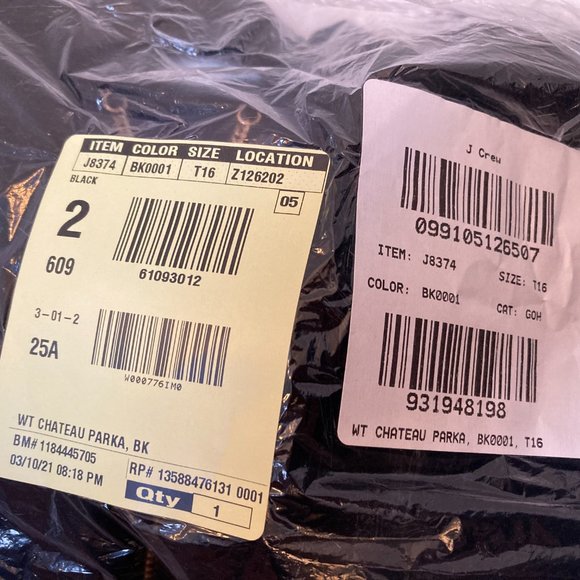 ITEM COLOR SIZE LOCATION
J8374 BK0001 T16 Z126202
BLACK
05
2
609
61093012
3-01-2
25A
W000776IM0
WT CHATEAU PARKA, BK
BM# 1184445705
03/10/21 08:18 PM
RP# 13588476131 0001
Qty 1
J Crew
099105126507
ITEM: J8374 SIZE: T16
COLOR: BK0001 CAT: GOH
931948198
WT CHATEAU PARKA, BK0001, T16